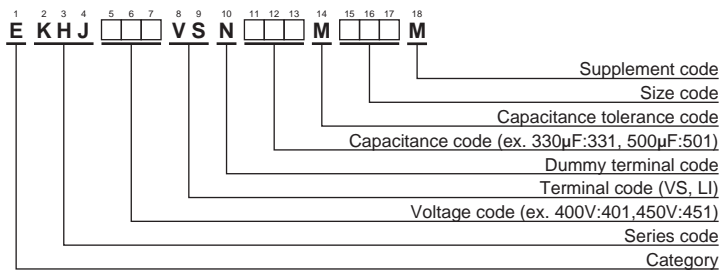 1 2 3 4 5 6 7 8 9 10 11 12 13 14 15 16 17 18
E KHJ VS N M M
Supplement code
Size code
Capacitance tolerance code
Capacitance code (ex. 330μF:331, 500μF:501)
Dummy terminal code
Terminal code (VS, LI)
Voltage code (ex. 400V:401,450V:451)
Series code
Category